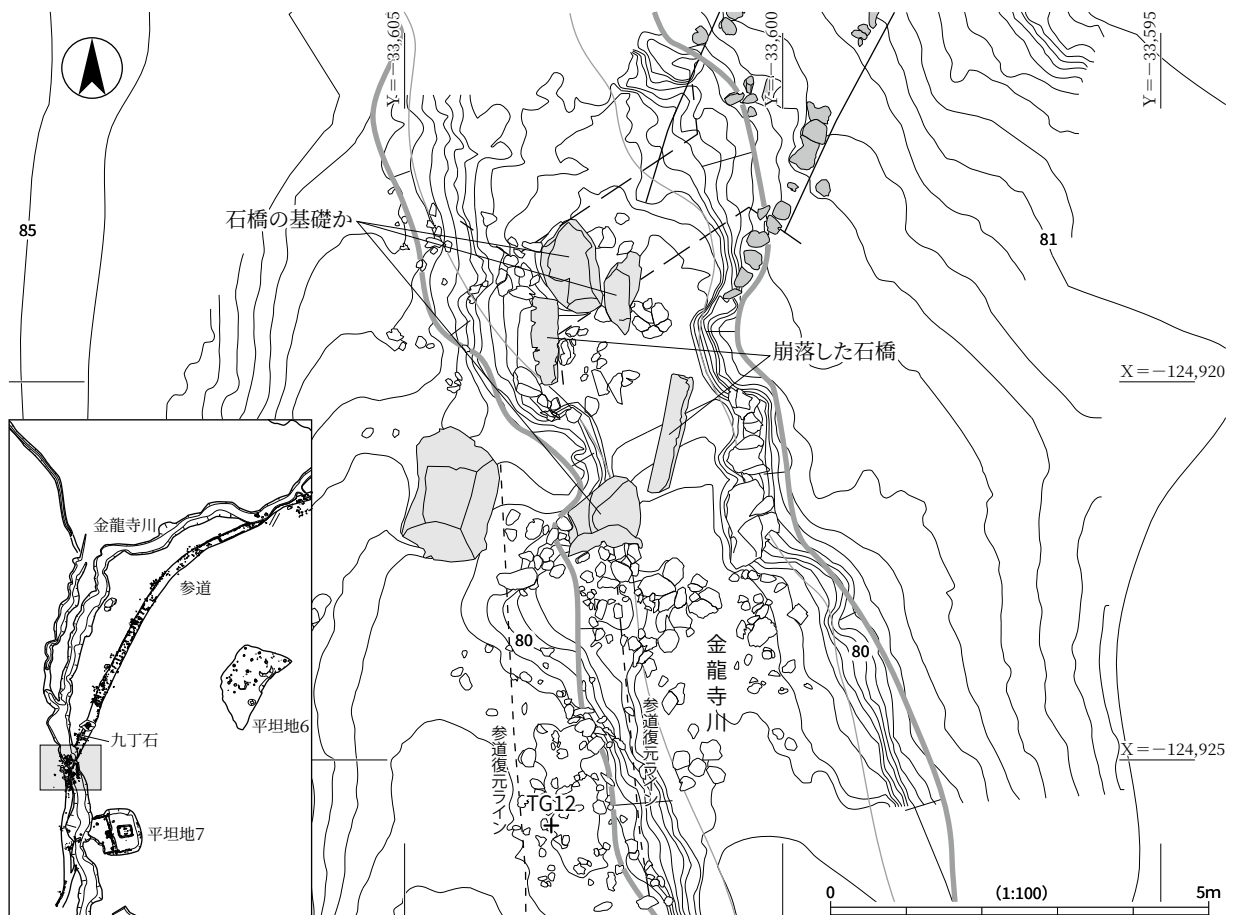 Y=-33,605
Y=-33,600
Y=-33,595
85
石橋の基礎か
81
崩落した石橋
X=-124,920
金龍寺川
参道
平坦地6
九丁石
平坦地7
80
金龍寺川
80
参道復元ライン
参道復元ライン
X=-124,925
TG12
0 (1:100) 5m